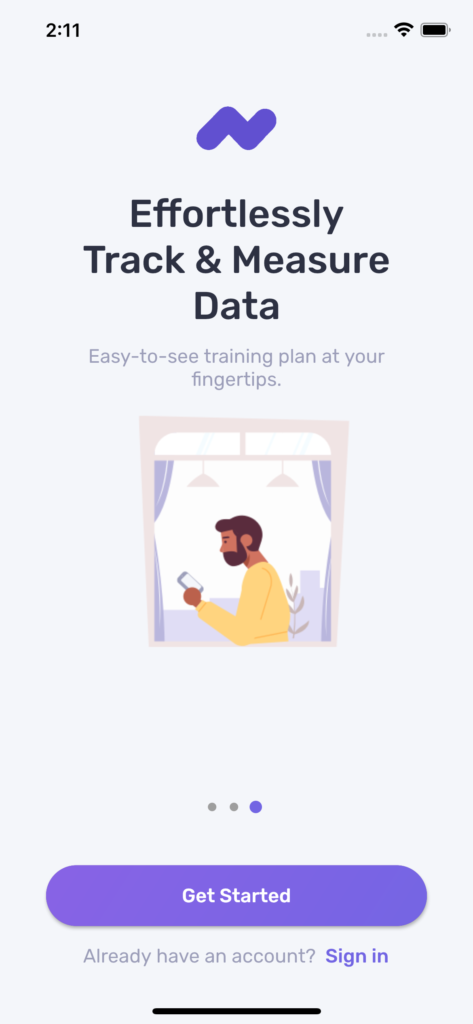 2:11
Effortlessly
Track & Measure
Data
Easy-to-see training plan at your
fingertips.
Get Started
Already have an account? Sign in